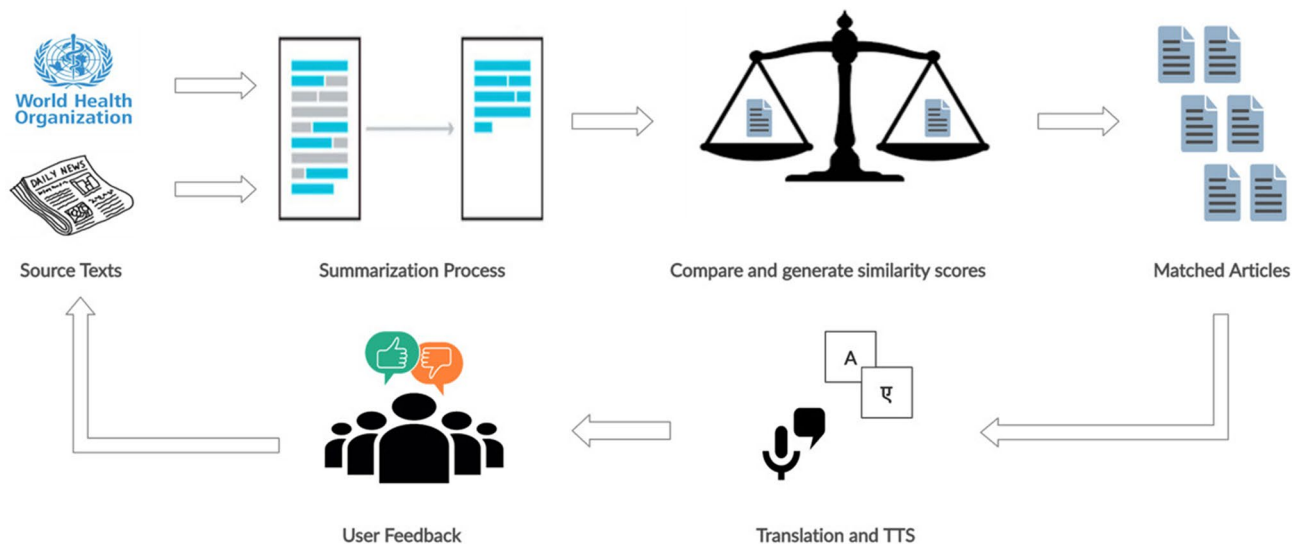 World Health
Organization
DAILY NEWS
Source Texts
Summarization Process
Compare and generate similarity scores
Matched Articles
A
ए
User Feedback
Translation and TTS